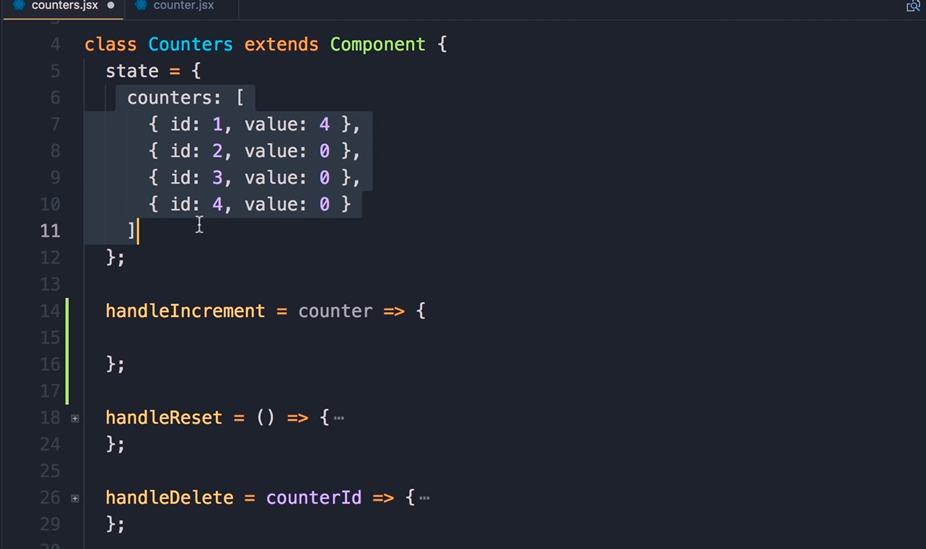 counters.jsx ● counter.jsx
4 class Counters extends Component {
5 state = {
6 counters: [
7 { id: 1, value: 4 },
8 { id: 2, value: 0 },
9 { id: 3, value: 0 },
10 { id: 4, value: 0 }
11 ]
12 };
13
14 handleIncrement = counter => {
15
16 };
17
18 handleReset = () => {⋯
24 };
25
26 handleDelete = counterId => {⋯
29 };